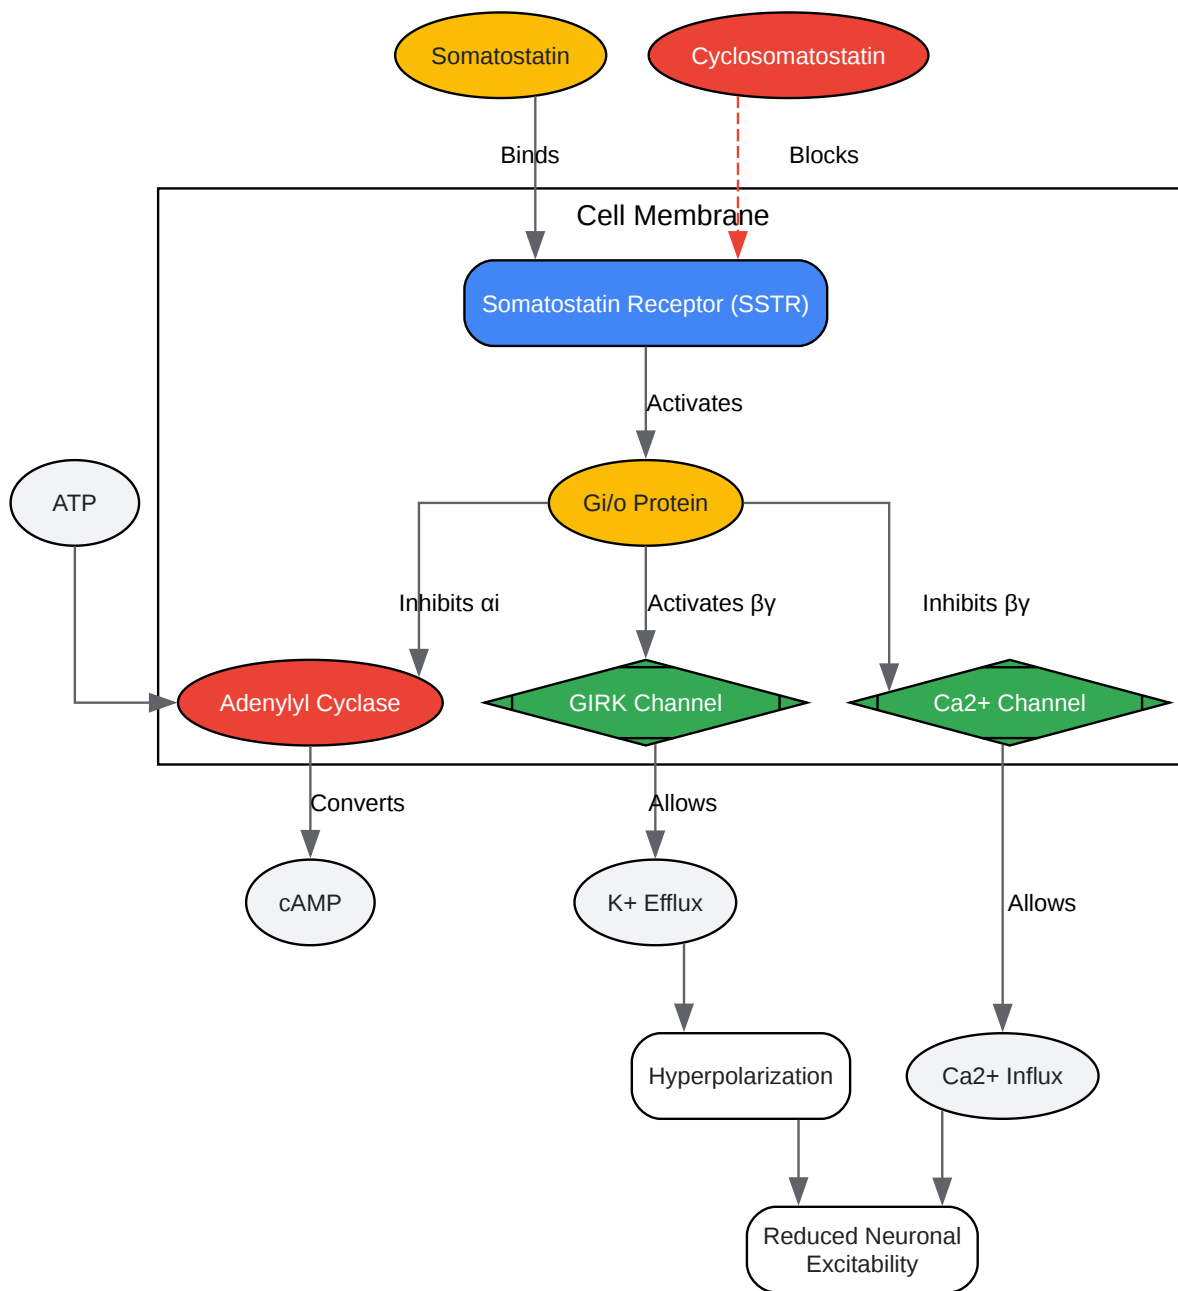 Somatostatin
Cyclosomatostatin
Binds
Blocks
Cell Membrane
Somatostatin Receptor (SSTR)
Activates
ATP
Gi/o Protein
Inhibits αi
Activates βγ
Inhibits βγ
Adenylyl Cyclase
GIRK Channel
Ca2+ Channel
Converts
Allows
cAMP
K+ Efflux
Allows
Hyperpolarization
Ca2+ Influx
Reduced Neuronal
Excitability